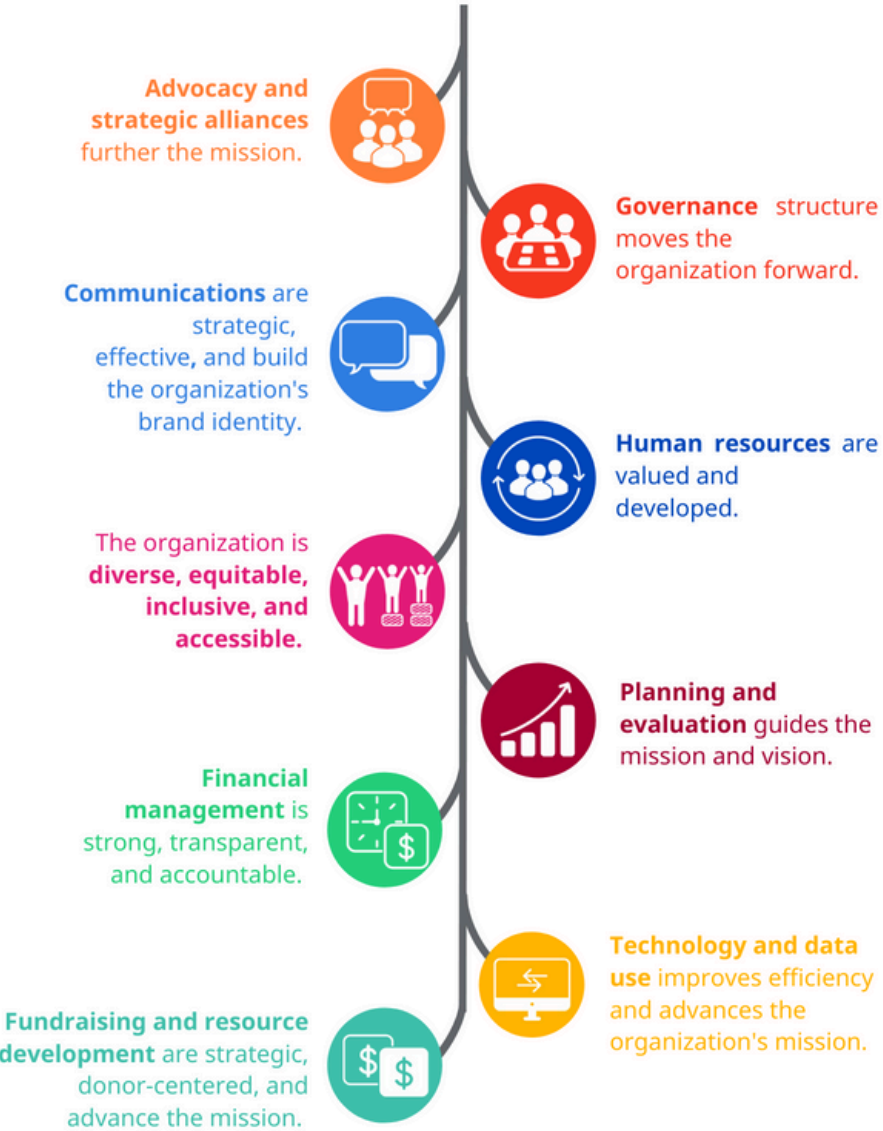 Advocacy and
strategic alliances
further the mission.
Governance structure
moves the
organization forward.
Communications are
strategic,
effective, and build
the organization's
brand identity.
Human resources are
valued and
developed.
The organization is
diverse, equitable,
inclusive, and
accessible.
Planning and
evaluation guides the
mission and vision.
Financial
management is
strong, transparent,
and accountable.
$
Technology and data
use improves efficiency
and advances the
organization's mission.
Fundraising and resource
development are strategic,
donor-centered, and
advance the mission.
$ $